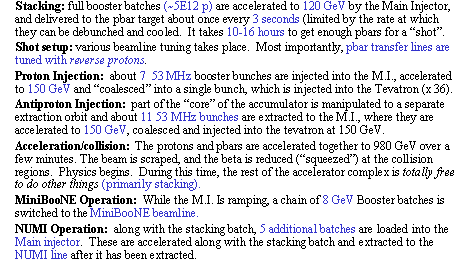 Stacking: full booster batches (~5E12 p) are accelerated to 120 GeV by the Main Injector,
and delivered to the pbar target about once every 3 seconds (limited by the rate at which
they can be debunched and cooled.  It takes 10-16 hours to get enough pbars for a “shot”.
Shot setup: various beamline tuning takes place.  Most importantly, pbar transfer lines are
tuned with reverse protons.
Proton Injection:  about 7  53 MHz booster bunches are injected into the M.I., accelerated
to 150 GeV and “coalesced” into a single bunch, which is injected into the Tevatron (x 36).
Antiproton Injection:  part of the “core” of the accumulator is manipulated to a separate
extraction orbit and about 11 53 MHz bunches are extracted to the M.I., where they are
accelerated to 150 GeV, coalesced and injected into the tevatron at 150 GeV.
Acceleration/collision:  The protons and pbars are accelerated together to 980 GeV over a
few minutes. The beam is scraped, and the beta is reduced (“squeezed”) at the collision
regions.  Physics begins.  During this time, the rest of the accelerator complex is totally free
to do other things (primarily stacking).
MiniBooNE Operation:  While the M.I. Is ramping, a chain of 8 GeV Booster batches is
switched to the MiniBooNE beamline.
NUMI Operation:  along with the stacking batch, 5 additional batches are loaded into the
Main injector.  These are accelerated along with the stacking batch and extracted to the
NUMI line after it has been extracted.